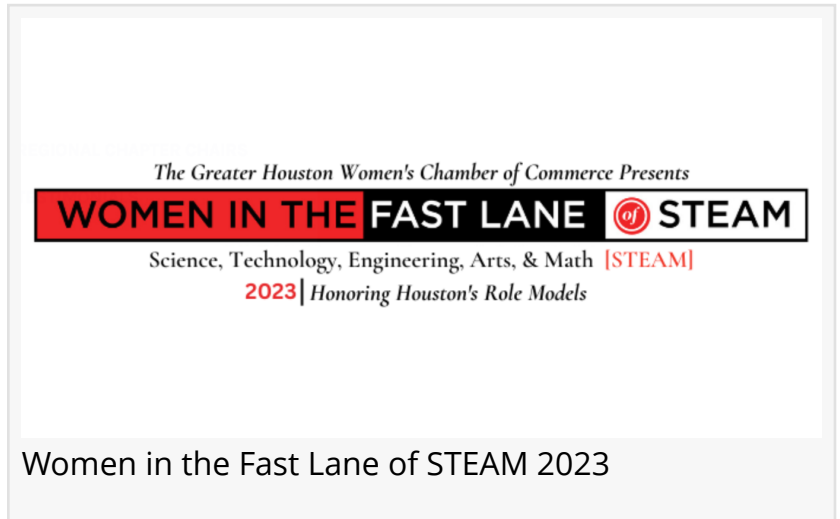 The Greater Houston Women's Chamber of Commerce Presents
WOMEN IN THE FAST LANE of STEAM
Science, Technology, Engineering, Arts, & Math [STEAM]
2023| Honoring Houston's Role Models
Women in the Fast Lane of STEAM 2023